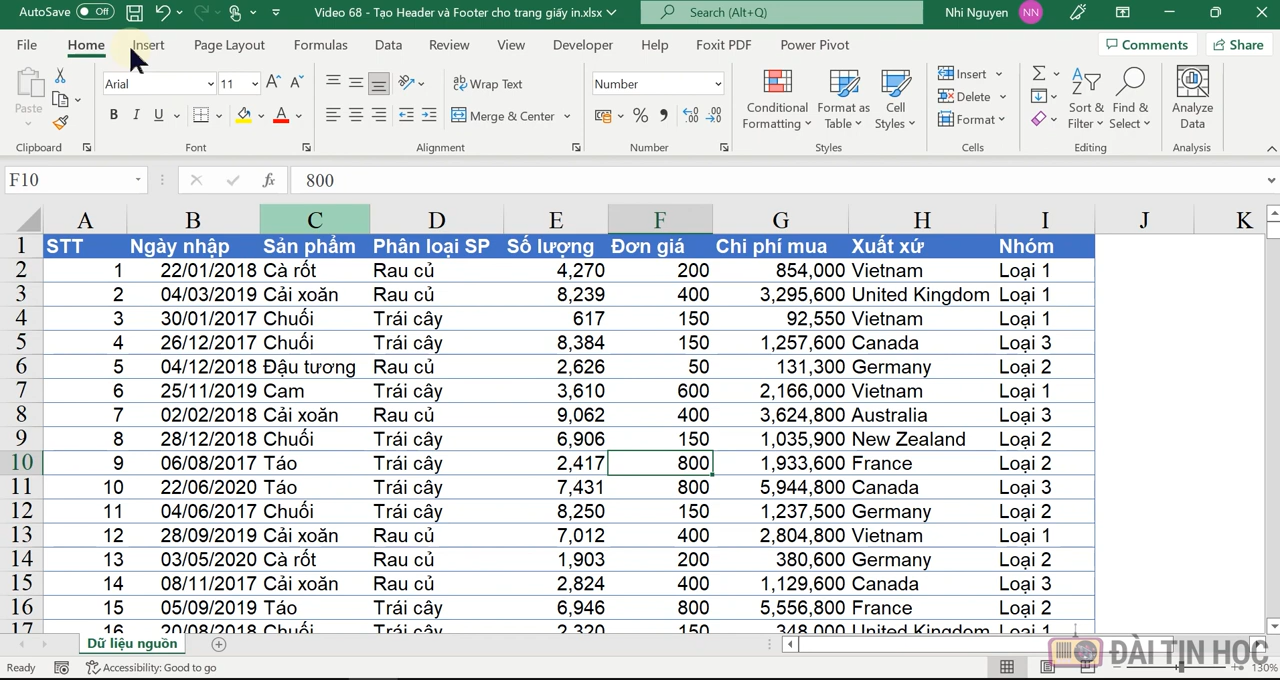 AutoSave Off Video 68 - Tạo Header và Footer cho trang giấy in.xlsx Search (Alt+Q) Nhi Nguyen NN
File Home Insert Page Layout Formulas Data Review View Developer Help Foxit PDF Power Pivot Comments Share
Paste Arial 11 Wrap Text Number Conditional Formatting Format as Table Cell Styles Insert Sort & Filter Find & Select Analyze Data
B I U Merge & Center % Delete Format
Clipboard Font Alignment Number Styles Cells Editing Analysis
F10 fx 800
A B C D E F G H I J K
1 STT Ngày nhập Sản phẩm Phân loại SP Số lượng Đơn giá Chi phí mua Xuất xứ Nhóm
2 1 22/01/2018 Cà rốt Rau củ 4,270 200 854,000 Vietnam Loại 1
3 2 04/03/2019 Cải xoăn Rau củ 8,239 400 3,295,600 United Kingdom Loại 1
4 3 30/01/2017 Chuối Trái cây 617 150 92,550 Vietnam Loại 1
5 4 26/12/2017 Chuối Trái cây 8,384 150 1,257,600 Canada Loại 3
6 5 04/12/2018 Đậu tương Rau củ 2,626 50 131,300 Germany Loại 2
7 6 25/11/2019 Cam Trái cây 3,610 600 2,166,000 Vietnam Loại 1
8 7 02/02/2018 Cải xoăn Rau củ 9,062 400 3,624,800 Australia Loại 3
9 8 28/12/2018 Chuối Trái cây 6,906 150 1,035,900 New Zealand Loại 2
10 9 06/08/2017 Táo Trái cây 2,417 800 1,933,600 France Loại 2
11 10 22/06/2020 Táo Trái cây 7,431 800 5,944,800 Canada Loại 3
12 11 04/06/2017 Chuối Trái cây 8,250 150 1,237,500 Germany Loại 2
13 12 28/09/2019 Cải xoăn Rau củ 7,012 400 2,804,800 Vietnam Loại 1
14 13 03/05/2020 Cà rốt Rau củ 1,903 200 380,600 Germany Loại 2
15 14 08/11/2017 Cải xoăn Rau củ 2,824 400 1,129,600 Canada Loại 3
16 15 05/09/2019 Táo Trái cây 6,946 800 5,556,800 France Loại 2
17 16 20/08/2017 Chuối Trái cây 2,320 150 348,000 United Kingdom Loại 1
Dữ liệu nguồn
ĐÀI TIN HỌC
Ready Accessibility: Good to go 130%